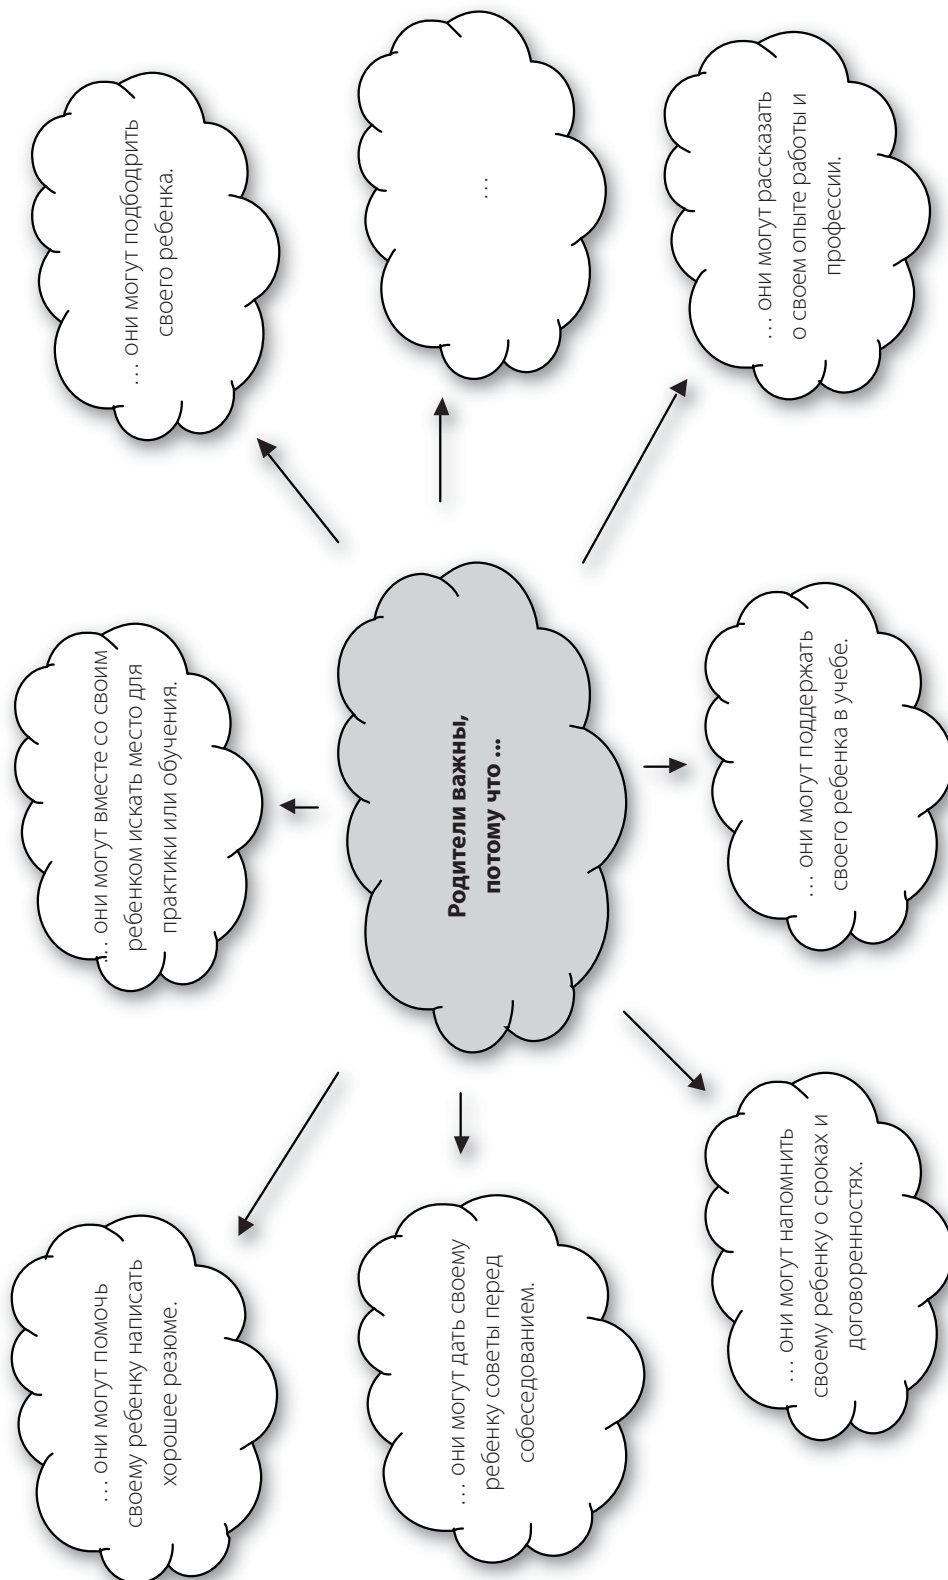 … они могут помочь
своему ребенку написать
хорошее резюме.
… они могут вместе со своим
ребенком искать место для
практики или обучения.
… они могут подбодрить
своего ребенка.
… они могут дать своему
ребенку советы перед
собеседованием.
Родители важны,
потому что ...
…
… они могут напомнить
своему ребенку о сроках и
договоренностях.
… они могут поддержать
своего ребенка в учебе.
… они могут рассказать
о своем опыте работы и
профессии.